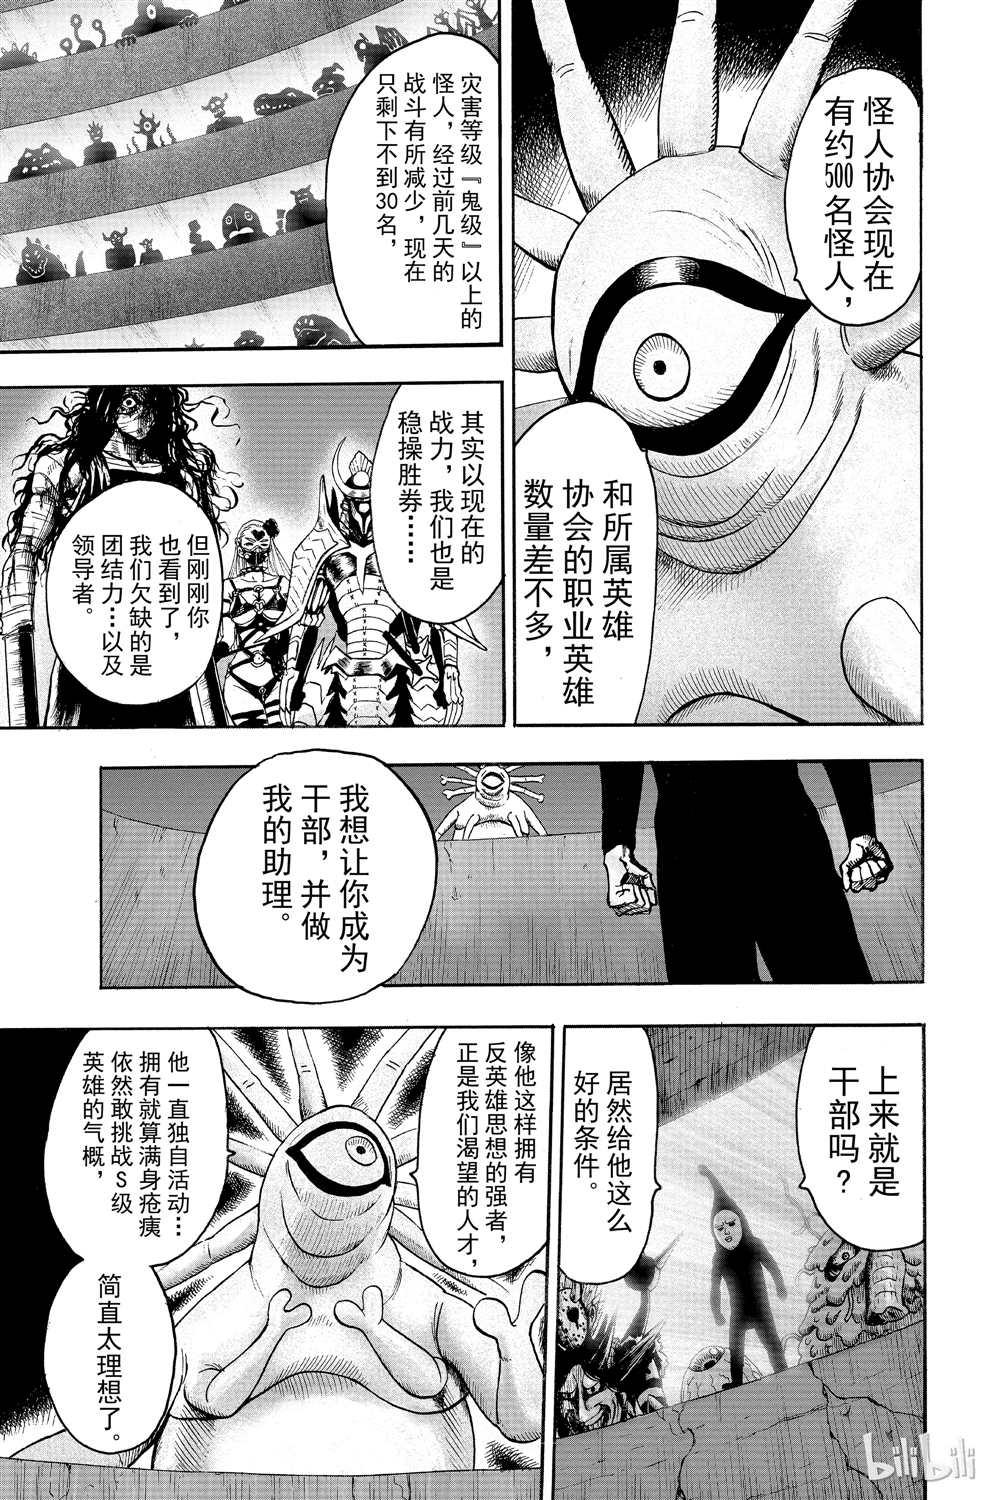 怪人协会现在
有约500名怪人，
和所属英雄
协会的职业英雄
数量差不多，
灾害等级『鬼级』以上的
怪人，经过前几天的
战斗有所减少，现在
只剩下不到30名，
其实以现在的
战力，我们也是
稳操胜券……
但刚刚你
也看到了，
我们欠缺的是
团结力…以及
领导者。
我想让你成为
干部，并做
我的助理。
上来就是
干部吗？
居然给他这么
好的条件。
像他这样拥有
反英雄思想的强者，
正是我们渴望的人才，
他一直独自活动…
拥有就算满身疮痍
依然敢挑战S级
英雄的气概，
简直太理想了。
bilibili